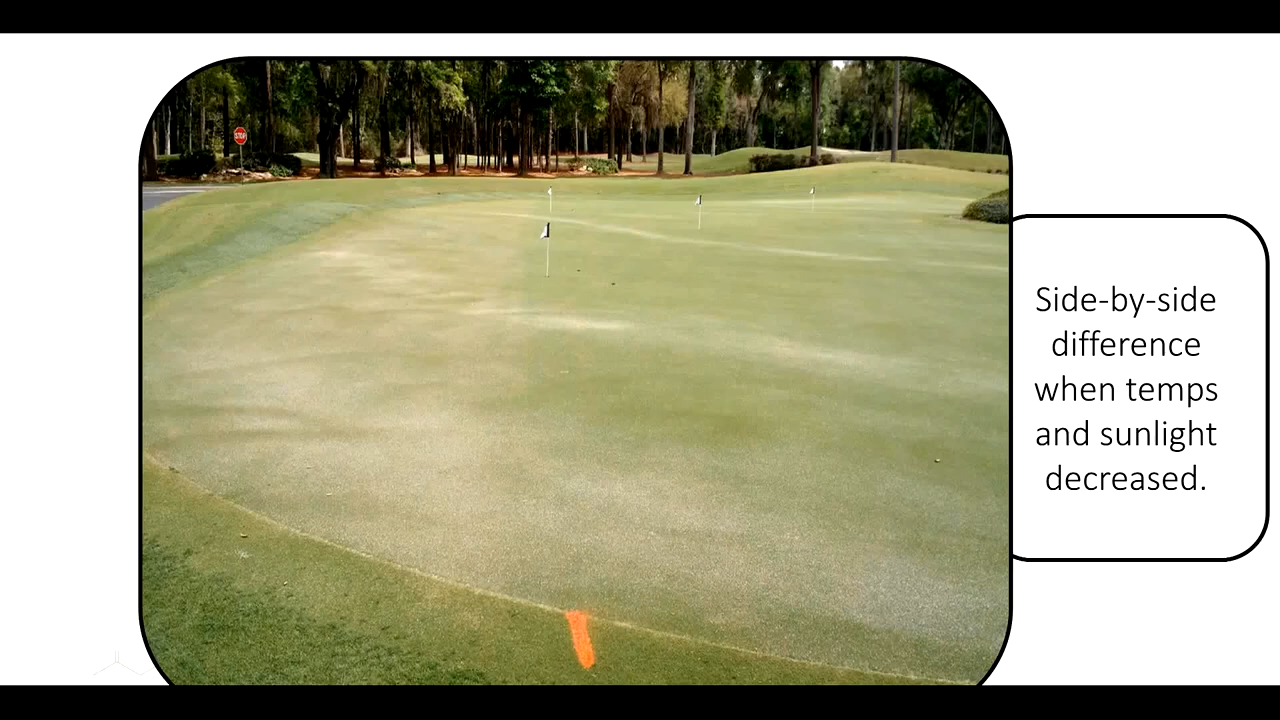 STOP
Side-by-side
difference
when temps
and sunlight
decreased.